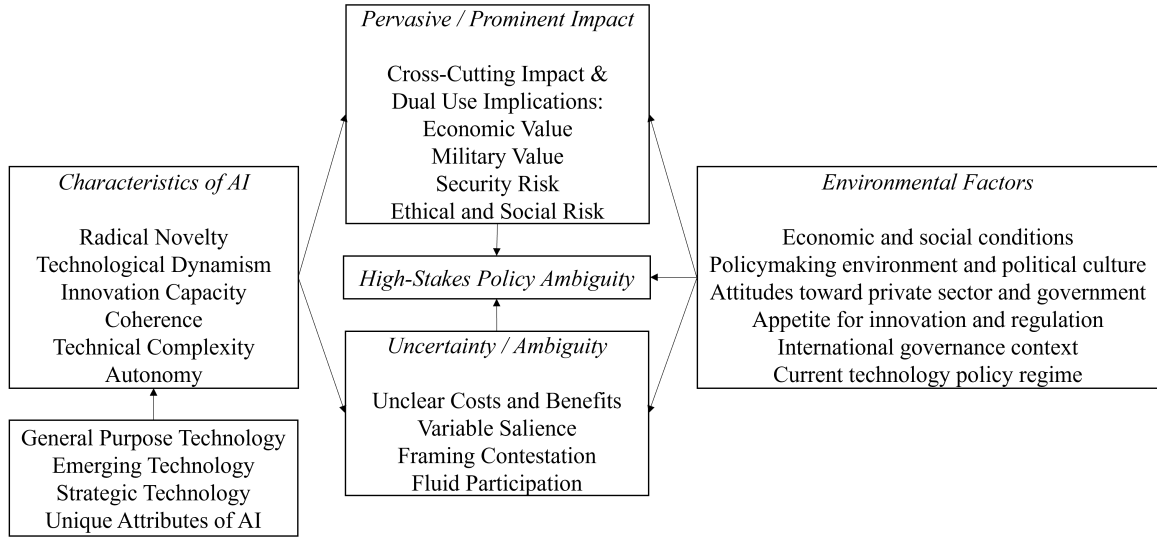 Pervasive / Prominent Impact
Cross-Cutting Impact &
Dual Use Implications:
Economic Value
Military Value
Security Risk
Ethical and Social Risk
Characteristics of AI
Radical Novelty
Technological Dynamism
Innovation Capacity
Coherence
Technical Complexity
Autonomy
General Purpose Technology
Emerging Technology
Strategic Technology
Unique Attributes of AI
High-Stakes Policy Ambiguity
Uncertainty / Ambiguity
Unclear Costs and Benefits
Variable Salience
Framing Contestation
Fluid Participation
Environmental Factors
Economic and social conditions
Policymaking environment and political culture
Attitudes toward private sector and government
Appetite for innovation and regulation
International governance context
Current technology policy regime